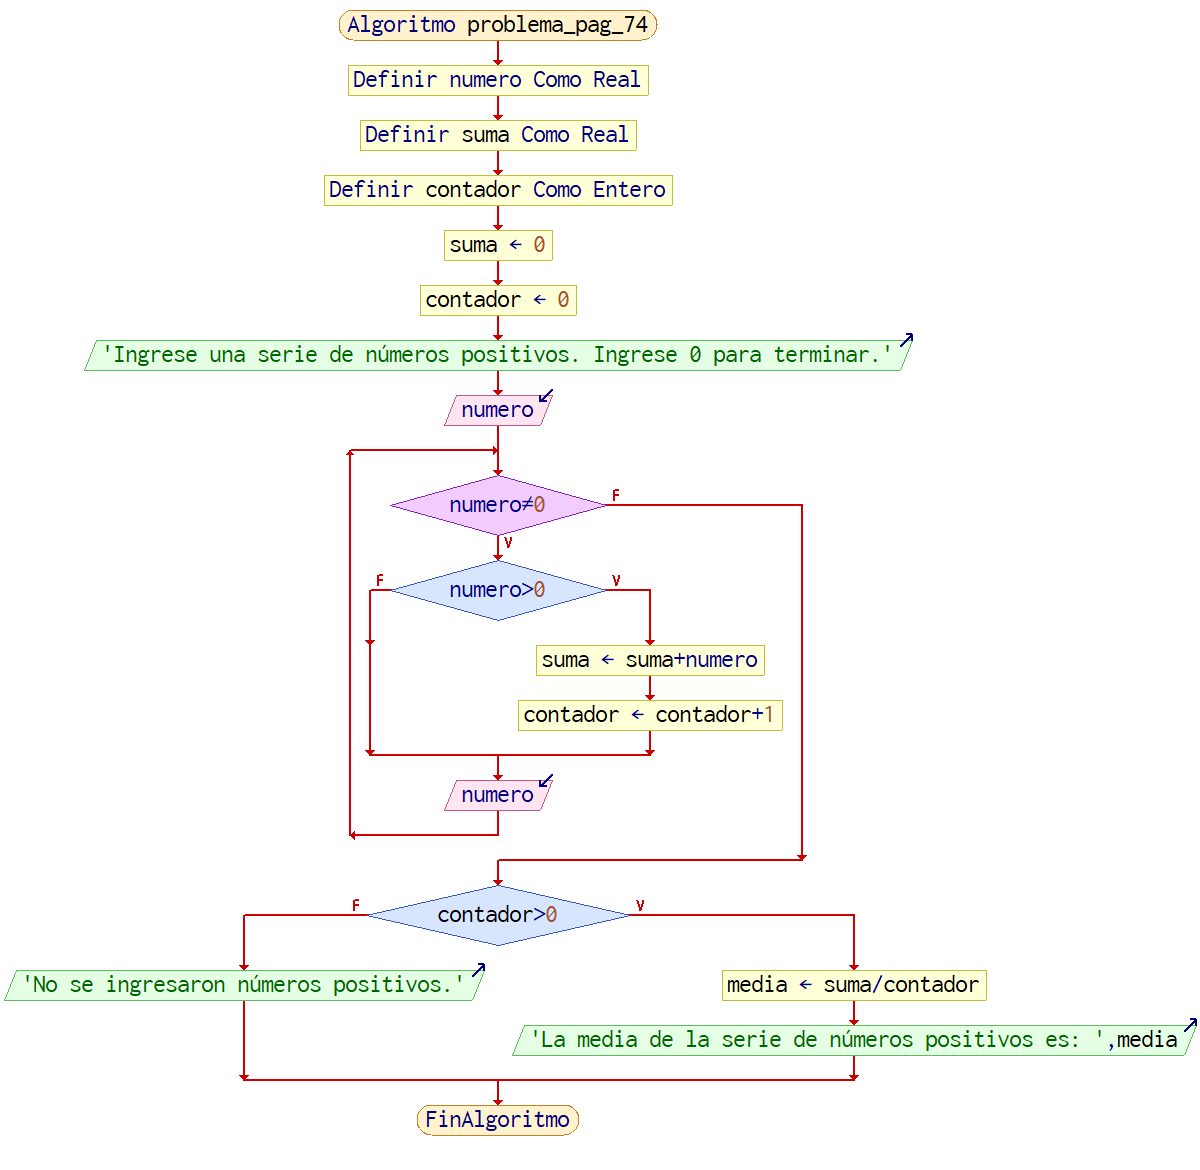 Algoritmo problema_pag_74
Definir numero Como Real
Definir suma Como Real
Definir contador Como Entero
suma ← 0
contador ← 0
'Ingrese una serie de números positivos. Ingrese 0 para terminar.'
numero
numero≠0
F
V
numero>0
F
V
suma ← suma+numero
contador ← contador+1
numero
contador>0
F
V
'No se ingresaron números positivos.'
media ← suma/contador
'La media de la serie de números positivos es: ',media
FinAlgoritmo